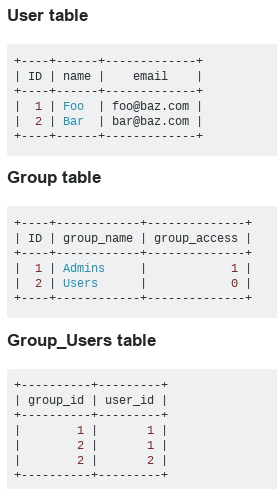 User table
+----+------+-------------+
| ID | name |    email    |
+----+------+-------------+
|  1 | Foo  | foo@baz.com |
|  2 | Bar  | bar@baz.com |
+----+------+-------------+
Group table
+----+------------+--------------+
| ID | group_name | group_access |
+----+------------+--------------+
|  1 | Admins     |            1 |
|  2 | Users      |            0 |
+----+------------+--------------+
Group_Users table
+----------+---------+
| group_id | user_id |
+----------+---------+
|        1 |       1 |
|        2 |       1 |
|        2 |       2 |
+----------+---------+